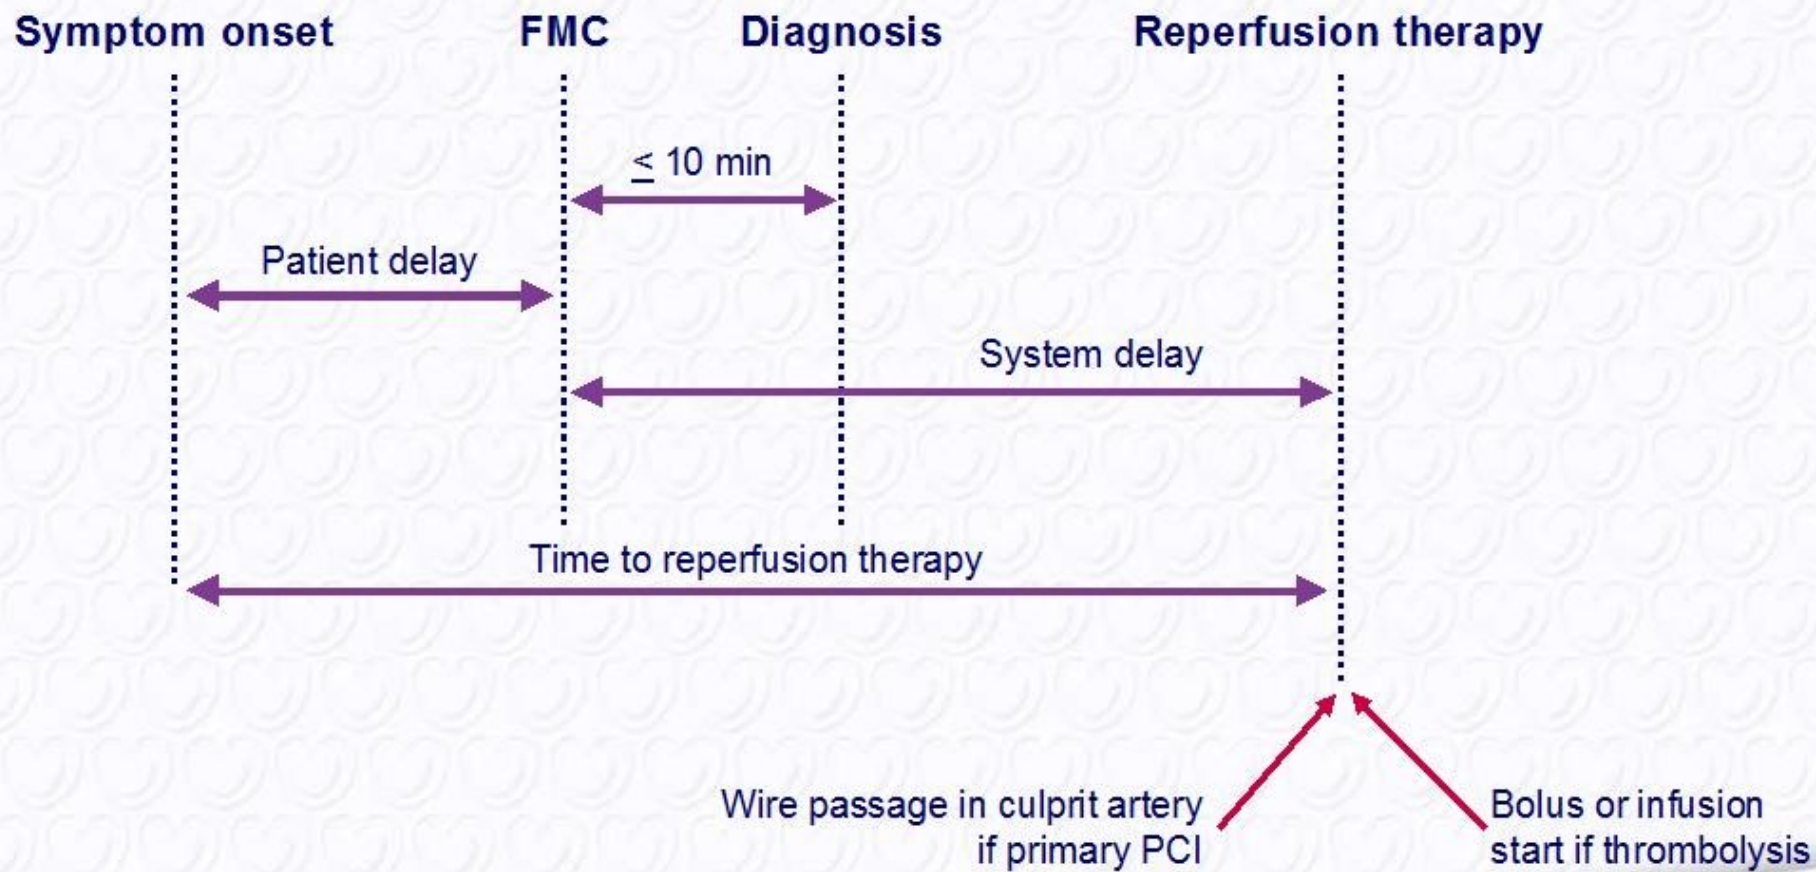 Symptom onset
FMC
Diagnosis
Reperfusion therapy
≤ 10 min
Patient delay
System delay
Time to reperfusion therapy
Wire passage in culprit artery
if primary PCI
Bolus or infusion
start if thrombolysis